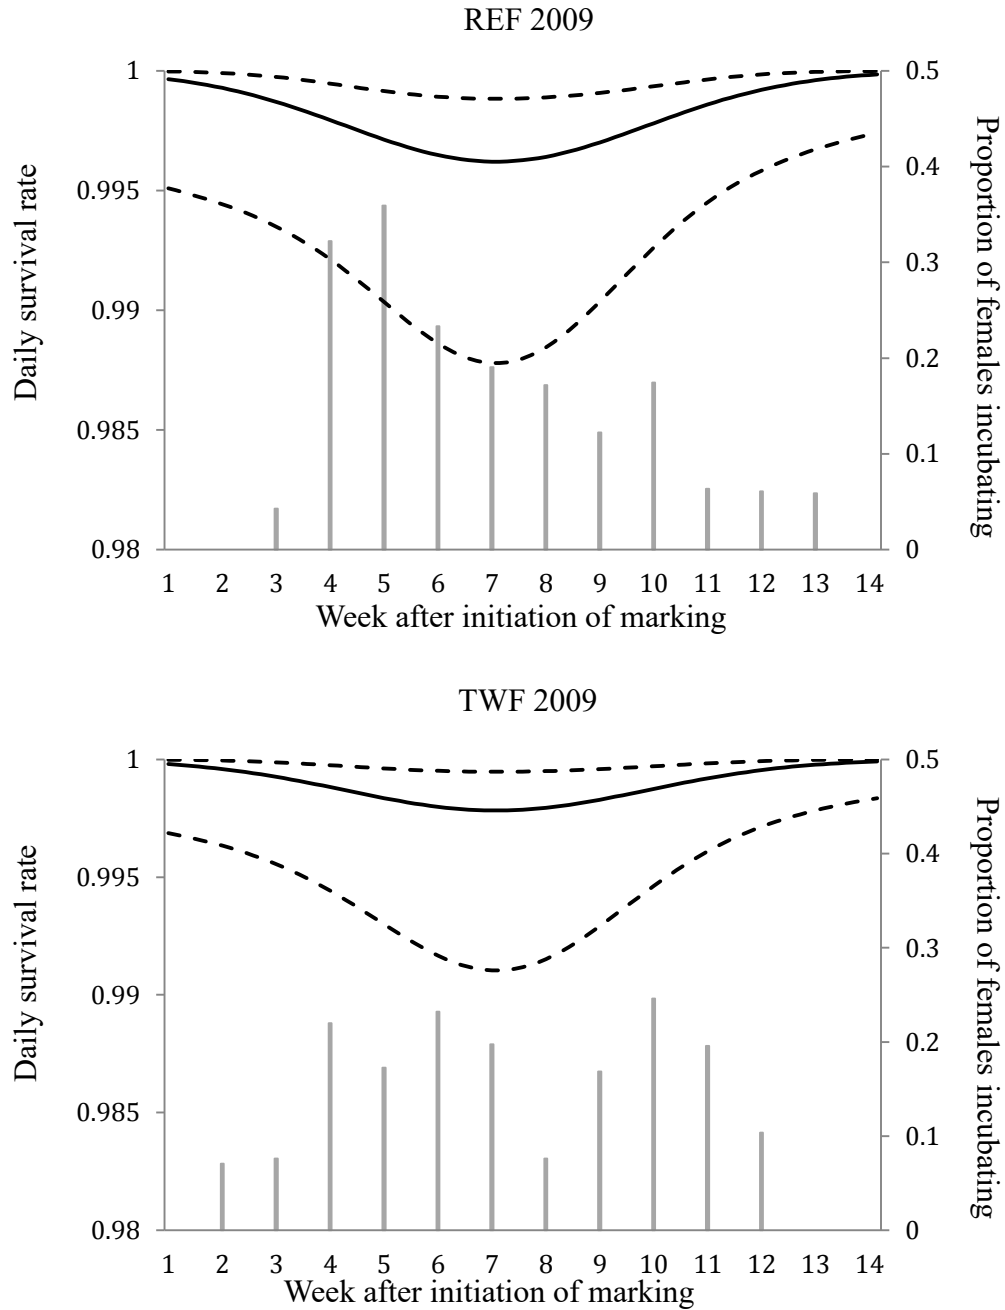 REF 2009
Daily survival rate
1
0.995
0.99
0.985
0.98
0.5
0.4
0.3
0.2
0.1
0
Proportion of females incubating
1 2 3 4 5 6 7 8 9 10 11 12 13 14
Week after initiation of marking
TWF 2009
Daily survival rate
1
0.995
0.99
0.985
0.98
0.5
0.4
0.3
0.2
0.1
0
Proportion of females incubating
1 2 3 4 5 6 7 8 9 10 11 12 13 14
Week after initiation of marking